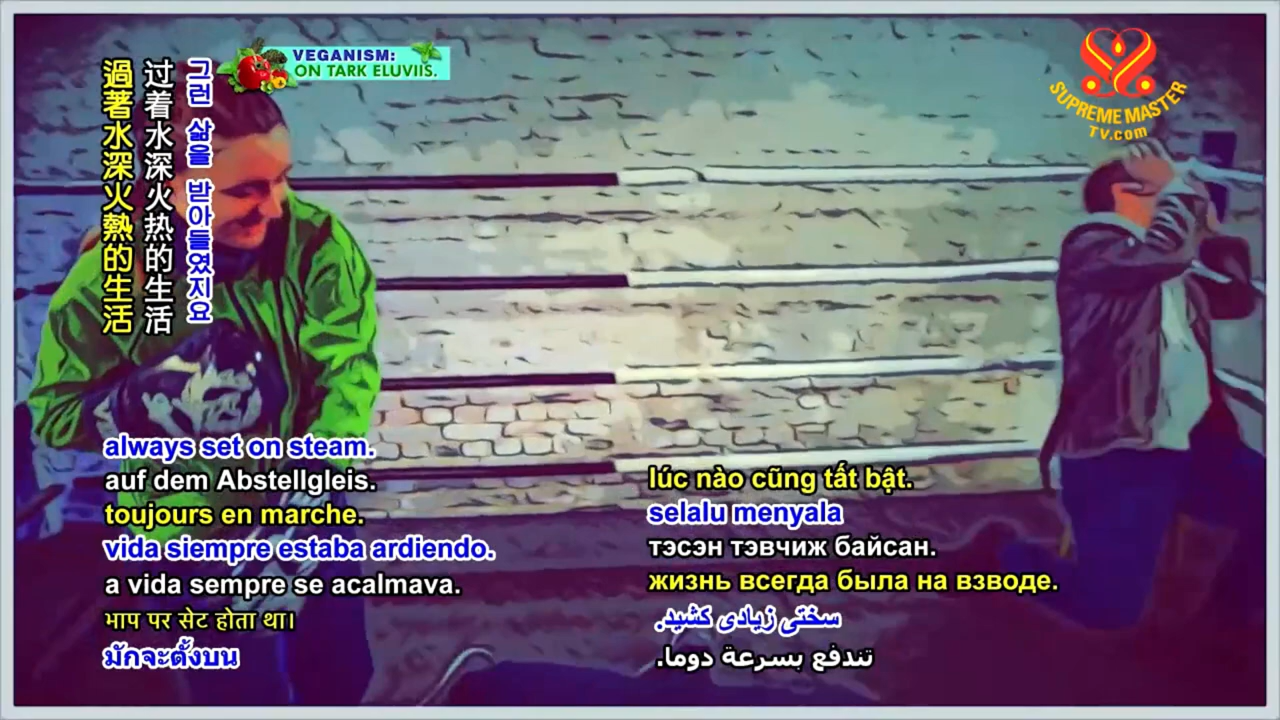 過著水深火熱的生活
过着水深火热的生活
그런 삶을 받아들였지요
VEGANISM:
ON TARK ELUVIIS.
SUPREME MASTER
TV.com
always set on steam.
auf dem Abstellgleis.
toujours en marche.
vida siempre estaba ardiendo.
a vida sempre se acalmava.
भाप पर सेट होता था।
มักจะตั้งบน
lúc nào cũng tất bật.
selalu menyala
тэсэн тэвчиж байсан.
жизнь всегда была на взводе.
سختی زیادی کشید.
تندفع بسرعة دوما.